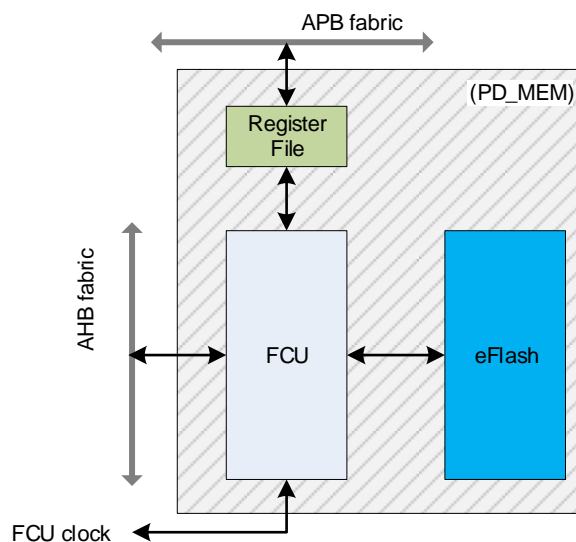 APB fabric
(PD_MEM)
Register
File
AHB fabric
FCU
eFlash
FCU clock